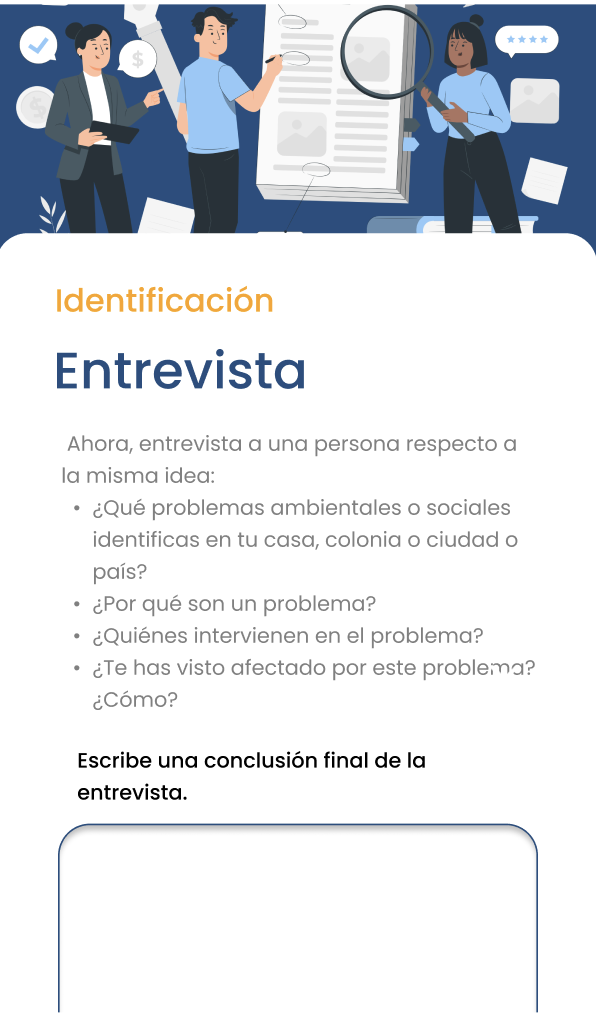 Identificación
Entrevista
Ahora, entrevista a una persona respecto a
la misma idea:
• ¿Qué problemas ambientales o sociales
identificas en tu casa, colonia o ciudad o
país?
• ¿Por qué son un problema?
• ¿Quiénes intervienen en el problema?
• ¿Te has visto afectado por este problema?
¿Cómo?
Escribe una conclusión final de la
entrevista.